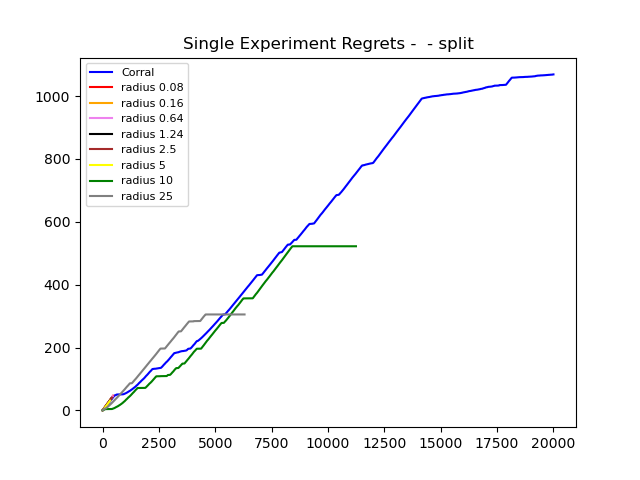 Single Experiment Regrets -  - split
Corral
radius 0.08
radius 0.16
radius 0.64
radius 1.24
radius 2.5
radius 5
radius 10
radius 25
1000
800
600
400
200
0
0 2500 5000 7500 10000 12500 15000 17500 20000